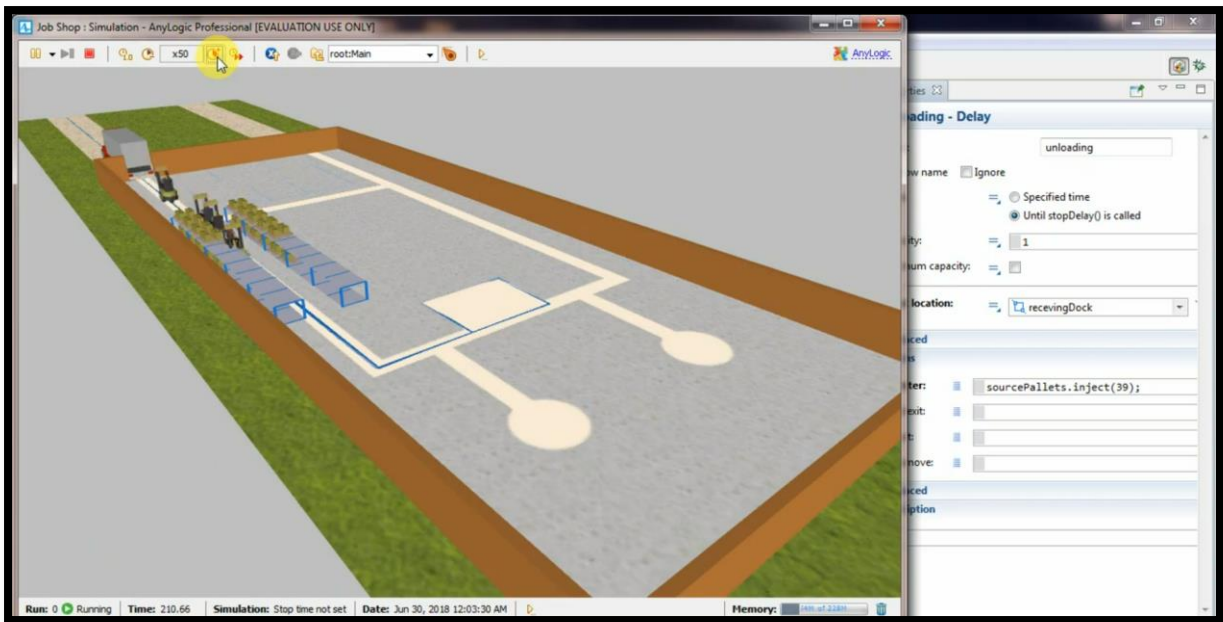 Job Shop : Simulation - AnyLogic Professional [EVALUATION USE ONLY]
x50
root:Main
AnyLogic
ties
ading - Delay
unloading
ow name
Ignore
Specified time
Until stopDelay() is called
ity:
1
um capacity:
location:
recevingDock
ced
s
ter:
sourcePallets.inject(39);
exit:
t:
move:
ced
iption
Run: 0
Running
Time: 210.66
Simulation: Stop time not set
Date: Jun 30, 2018 12:03:30 AM
Memory: